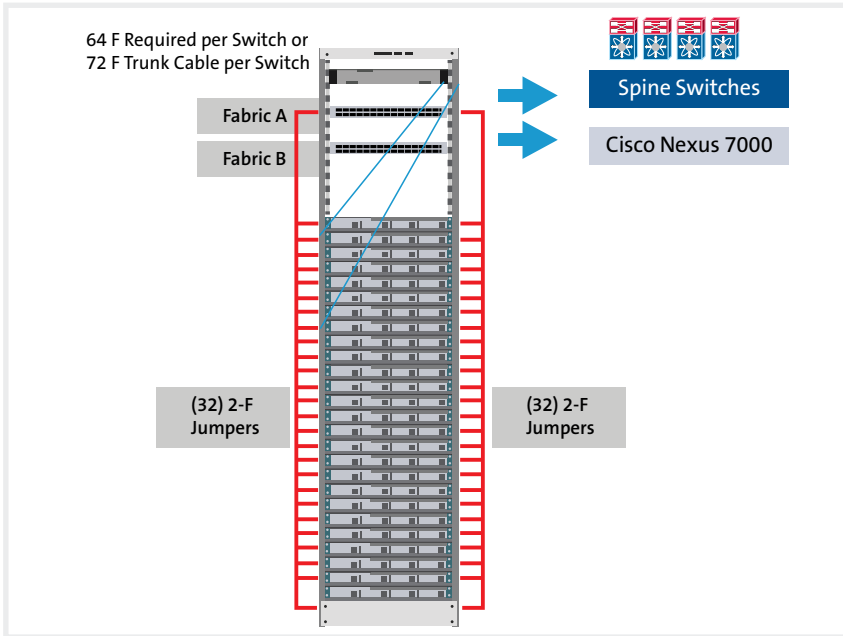 64 F Required per Switch or
72 F Trunk Cable per Switch
Spine Switches
Fabric A
Cisco Nexus 7000
Fabric B
(32) 2-F
Jumpers
(32) 2-F
Jumpers